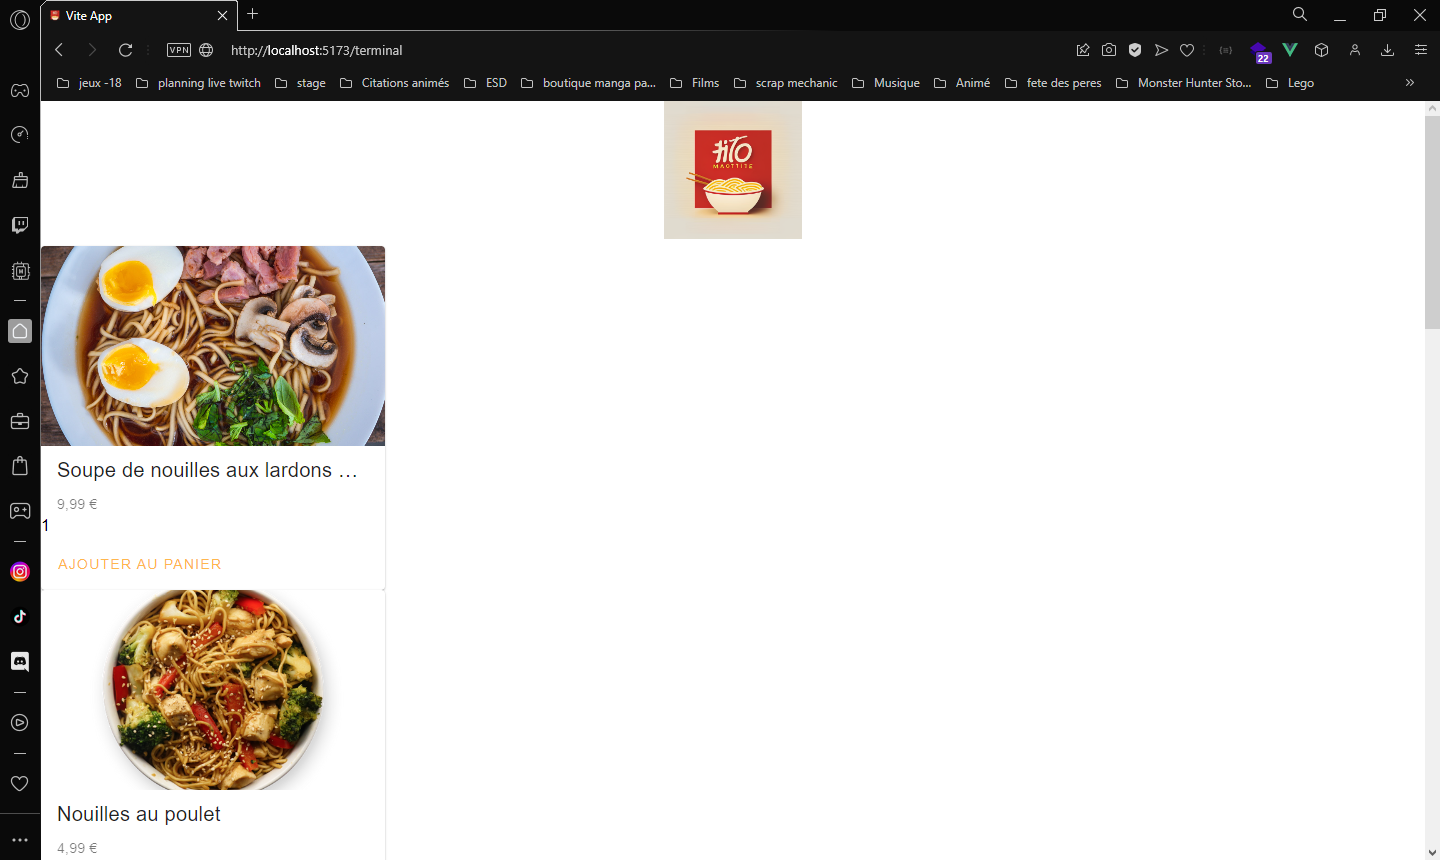 Vite App
VPN
http://localhost:5173/terminal
22
jeux -18
planning live twitch
stage
Citations animés
ESD
boutique manga pa...
Films
scrap mechanic
Musique
Animé
fete des peres
Monster Hunter Sto...
Lego
Soupe de nouilles aux lardons ...
9,99 €
1
AJOUTER AU PANIER
Nouilles au poulet
4,99 €